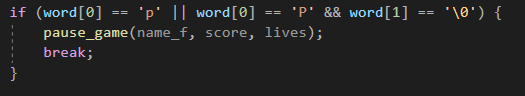 if (word[0] == 'p' || word[0] == 'P' && word[1] == '\0') {
    pause_game(name_f, score, lives);
    break;
}